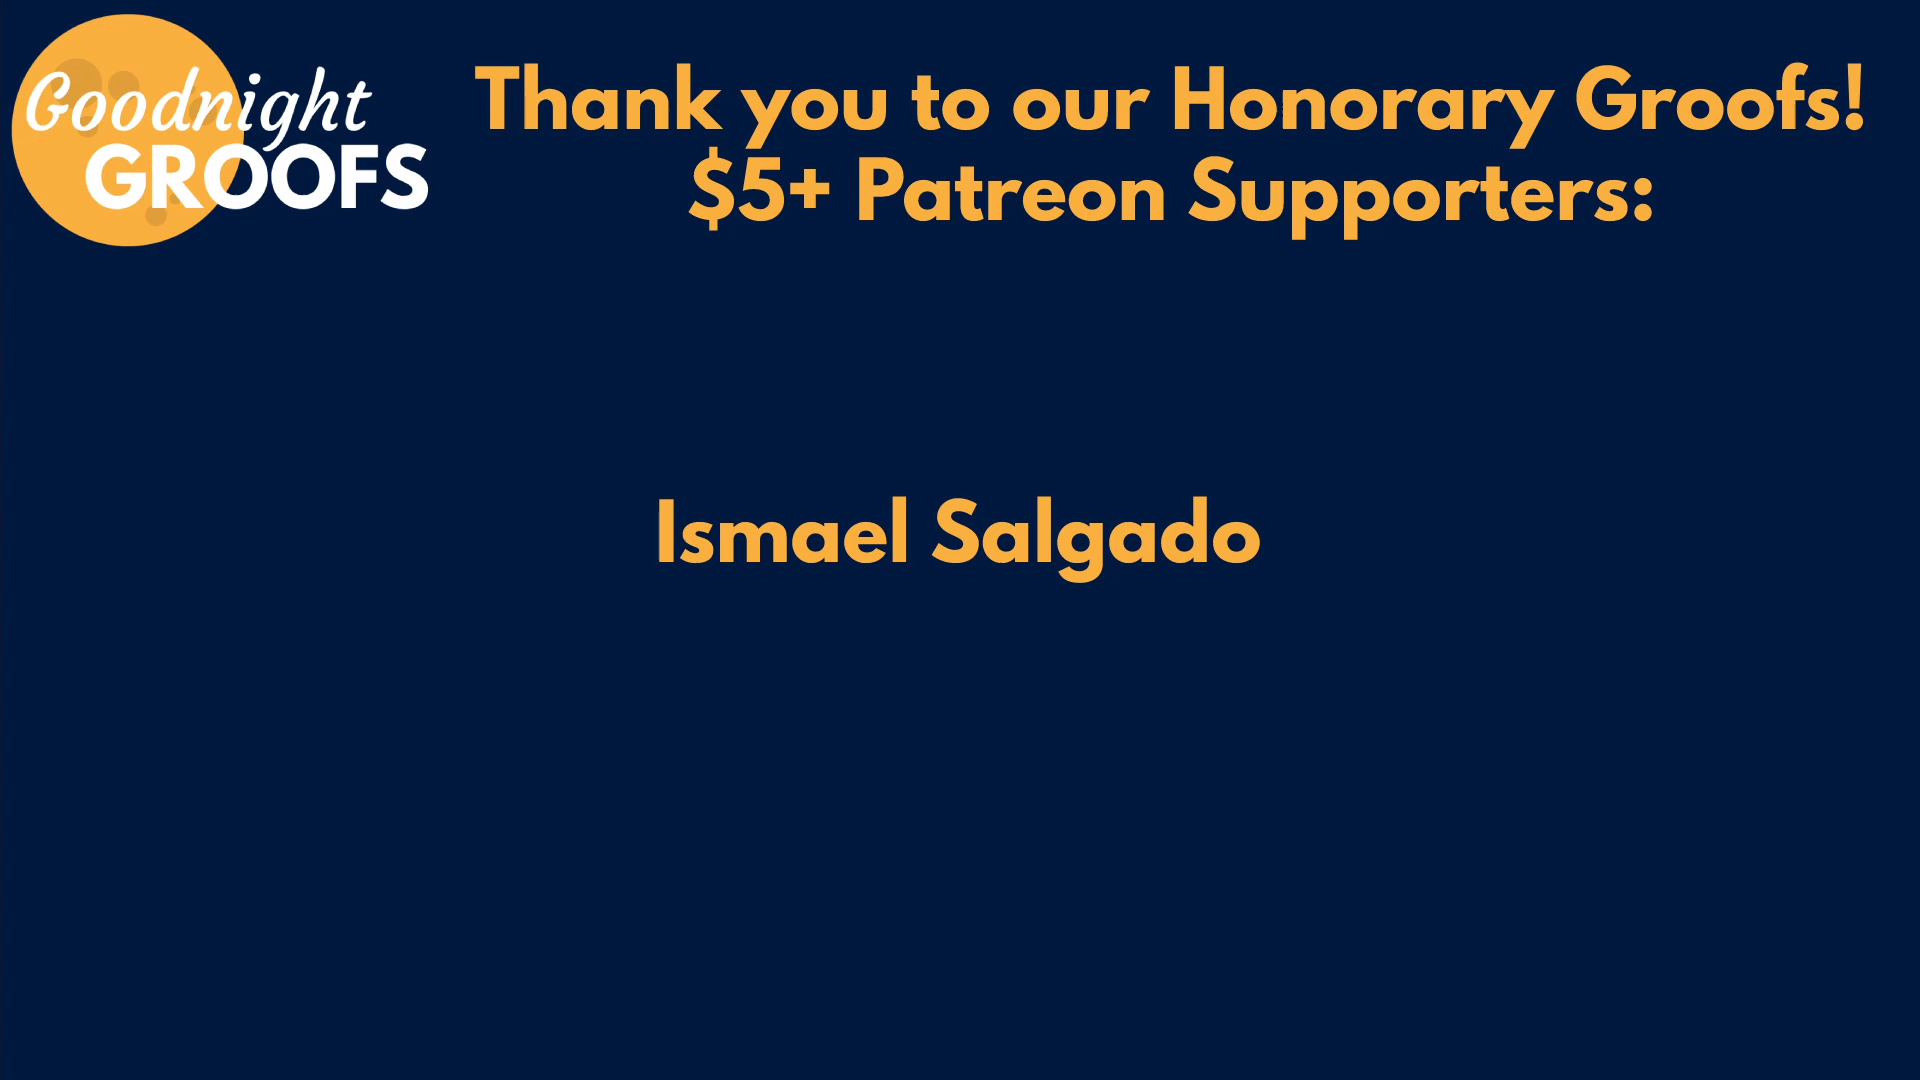 Goodnight
GROOFS
Thank you to our Honorary Groofs!
$5+ Patreon Supporters:
Ismael Salgado